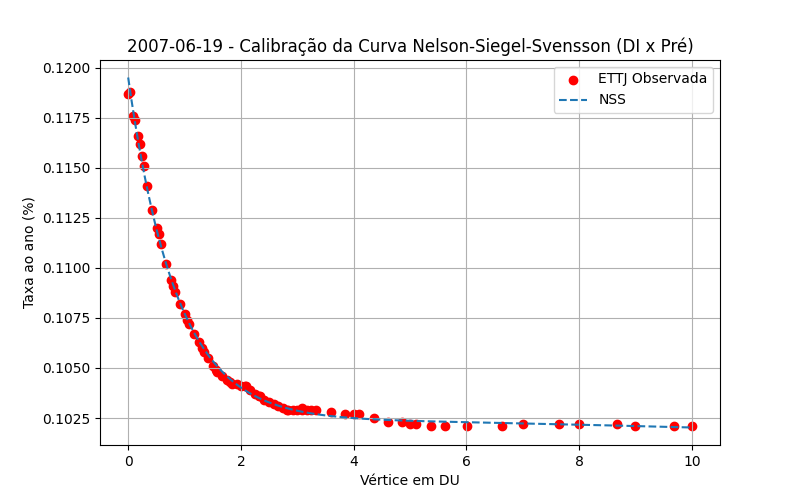 2007-06-19 - Calibração da Curva Nelson-Siegel-Svensson (DI x Pré)
ETTJ Observada
NSS
Taxa ao ano (%)
0.1200
0.1175
0.1150
0.1125
0.1100
0.1075
0.1050
0.1025
0 2 4 6 8 10
Vértice em DU